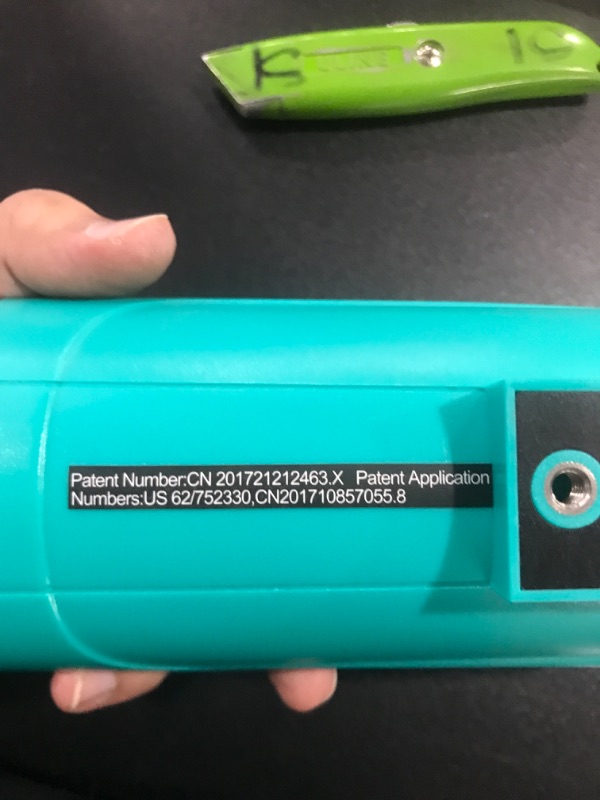 Patent Number:CN 201721212463.X   Patent Application
Numbers:US 62/752330,CN201710857055.8